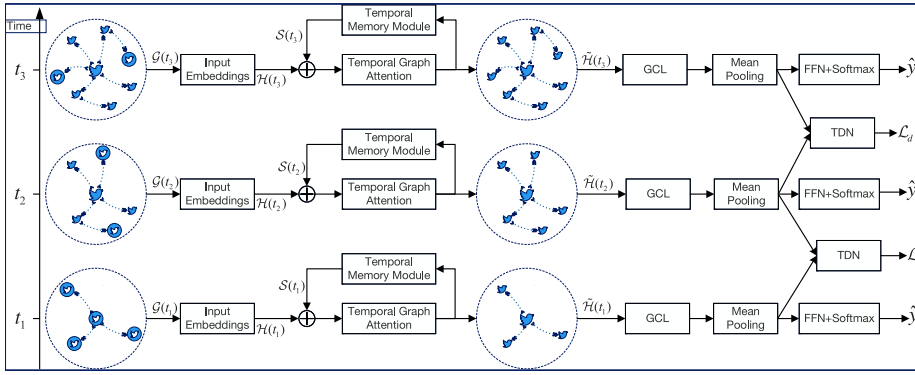 Time
t₃
𝒢(t₃)
Input
Embeddings
ℋ(t₃)
𝒮(t₃)
Temporal
Memory Module
Temporal Graph
Attention
ℋ̃(t₃)
GCL
Mean
Pooling
FFN+Softmax
ŷ
TDN
ℒ_d
t₂
𝒢(t₂)
Input
Embeddings
ℋ(t₂)
𝒮(t₂)
Temporal
Memory Module
Temporal Graph
Attention
ℋ̃(t₂)
GCL
Mean
Pooling
FFN+Softmax
ŷ
TDN
ℒ
t₁
𝒢(t₁)
Input
Embeddings
ℋ(t₁)
𝒮(t₁)
Temporal
Memory Module
Temporal Graph
Attention
ℋ̃(t₁)
GCL
Mean
Pooling
FFN+Softmax
ŷ